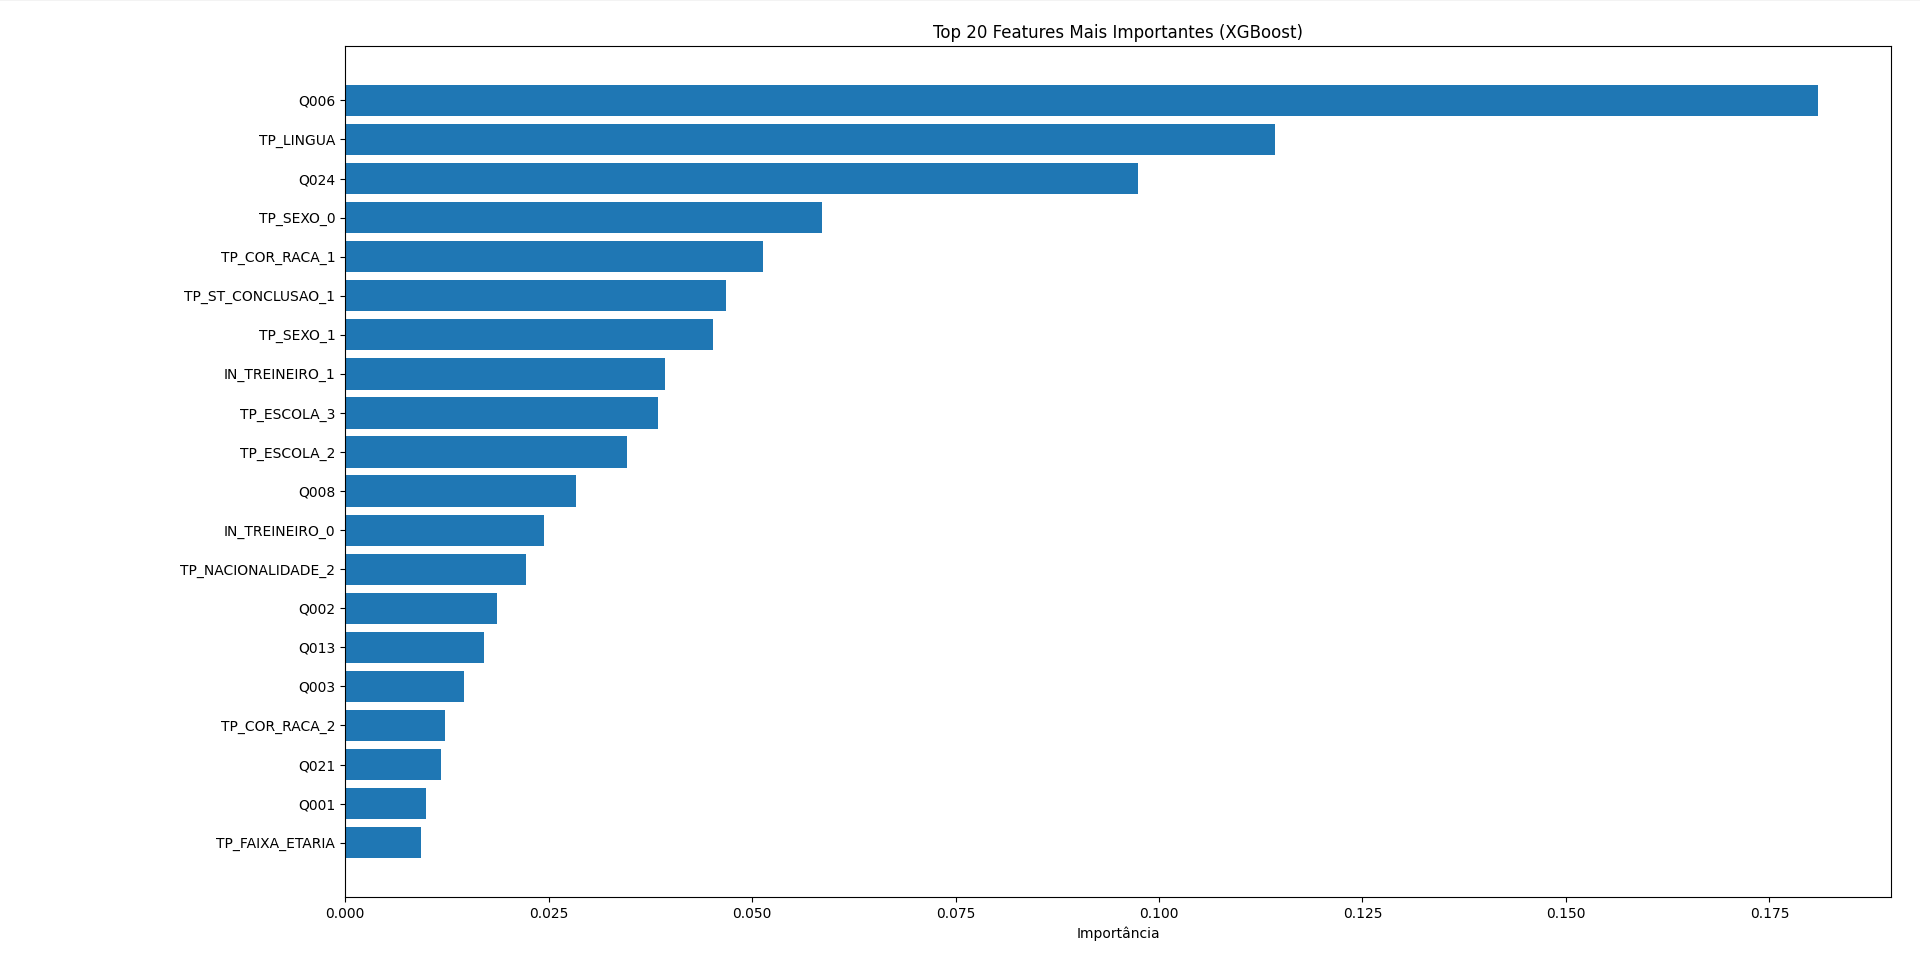 Top 20 Features Mais Importantes (XGBoost)
Q006
TP_LINGUA
Q024
TP_SEXO_0
TP_COR_RACA_1
TP_ST_CONCLUSAO_1
TP_SEXO_1
IN_TREINEIRO_1
TP_ESCOLA_3
TP_ESCOLA_2
Q008
IN_TREINEIRO_0
TP_NACIONALIDADE_2
Q002
Q013
Q003
TP_COR_RACA_2
Q021
Q001
TP_FAIXA_ETARIA
0.000 0.025 0.050 0.075 0.100 0.125 0.150 0.175
Importância